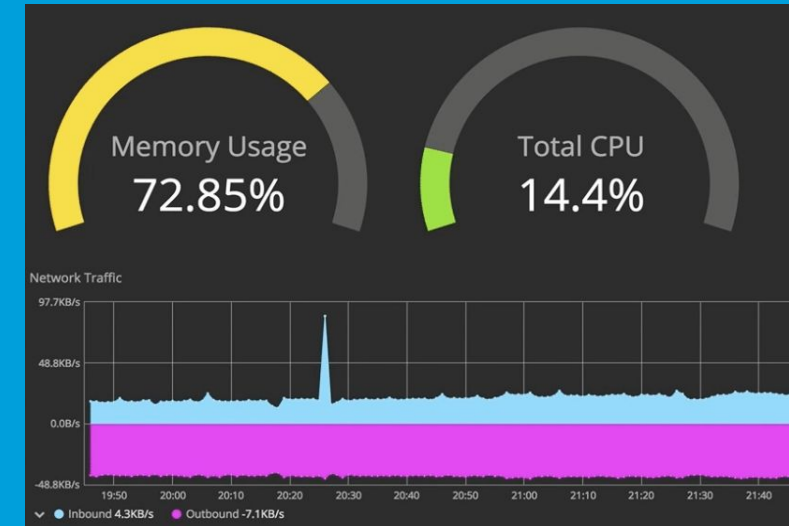 Memory Usage
72.85%
Total CPU
14.4%
Network Traffic
97.7KB/s
48.8KB/s
0.0B/s
-48.8KB/s
19:50 20:00 20:10 20:20 20:30 20:40 20:50 21:00 21:10 21:20 21:30 21:40
Inbound 4.3KB/s Outbound -7.1KB/s